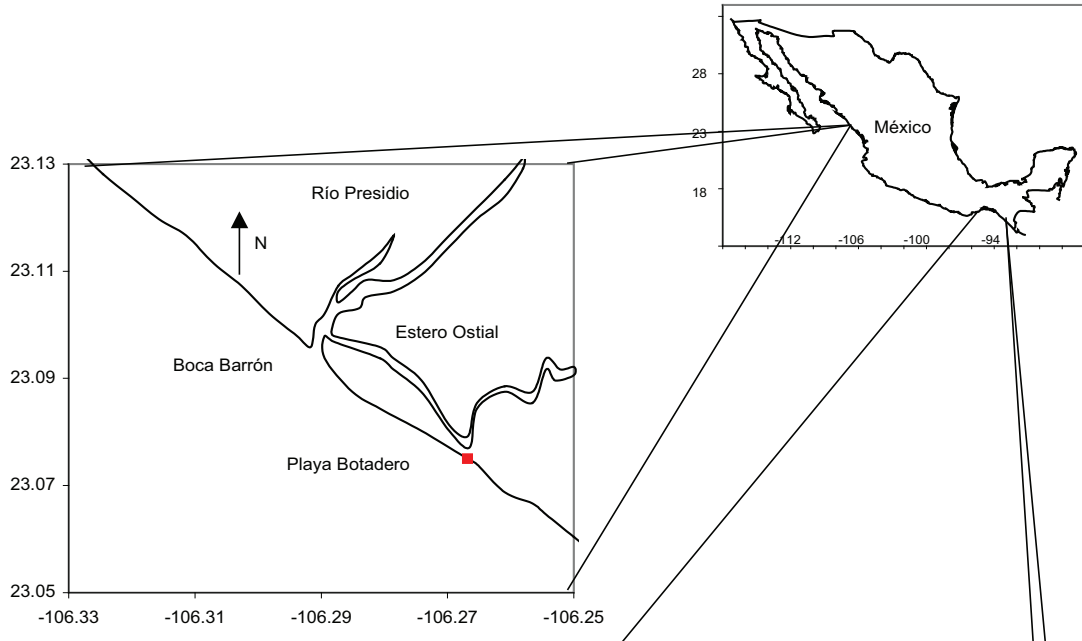 28
México
23
18
-112
-106
-100
-94
23.13
Río Presidio
N
23.11
Estero Ostial
Boca Barrón
23.09
Playa Botadero
23.07
23.05
-106.33
-106.31
-106.29
-106.27
-106.25